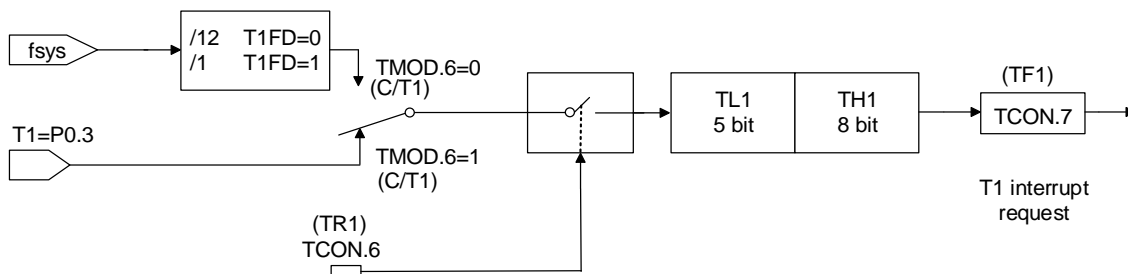 fsys
/12 T1FD=0
/1 T1FD=1
TMOD.6=0
(C/T1)
T1=P0.3
TMOD.6=1
(C/T1)
(TR1)
TCON.6
TL1
5 bit
TH1
8 bit
(TF1)
TCON.7
T1 interrupt
request